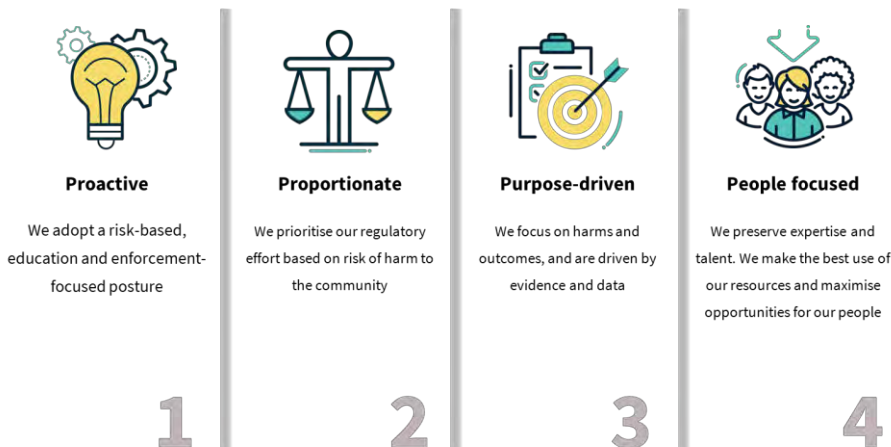 Proactive
We adopt a risk-based,
education and enforcement-
focused posture
1
Proportionate
We prioritise our regulatory
effort based on risk of harm to
the community
2
Purpose-driven
We focus on harms and
outcomes, and are driven by
evidence and data
3
People focused
We preserve expertise and
talent. We make the best use of
our resources and maximise
opportunities for our people
4